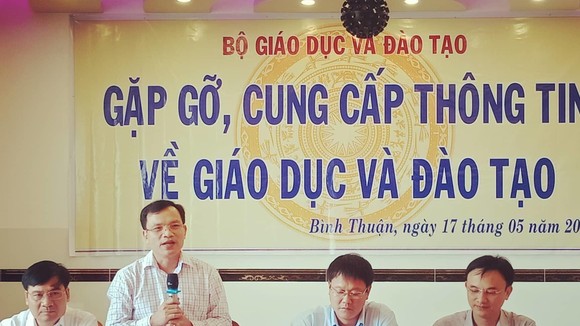 BỘ GIÁO DỤC VÀ ĐÀO TẠO
GẶP GỠ, CUNG CẤP THÔNG TIN
VỀ GIÁO DỤC VÀ ĐÀO TẠO
Bình Thuận, ngày 17 tháng 05 năm 20